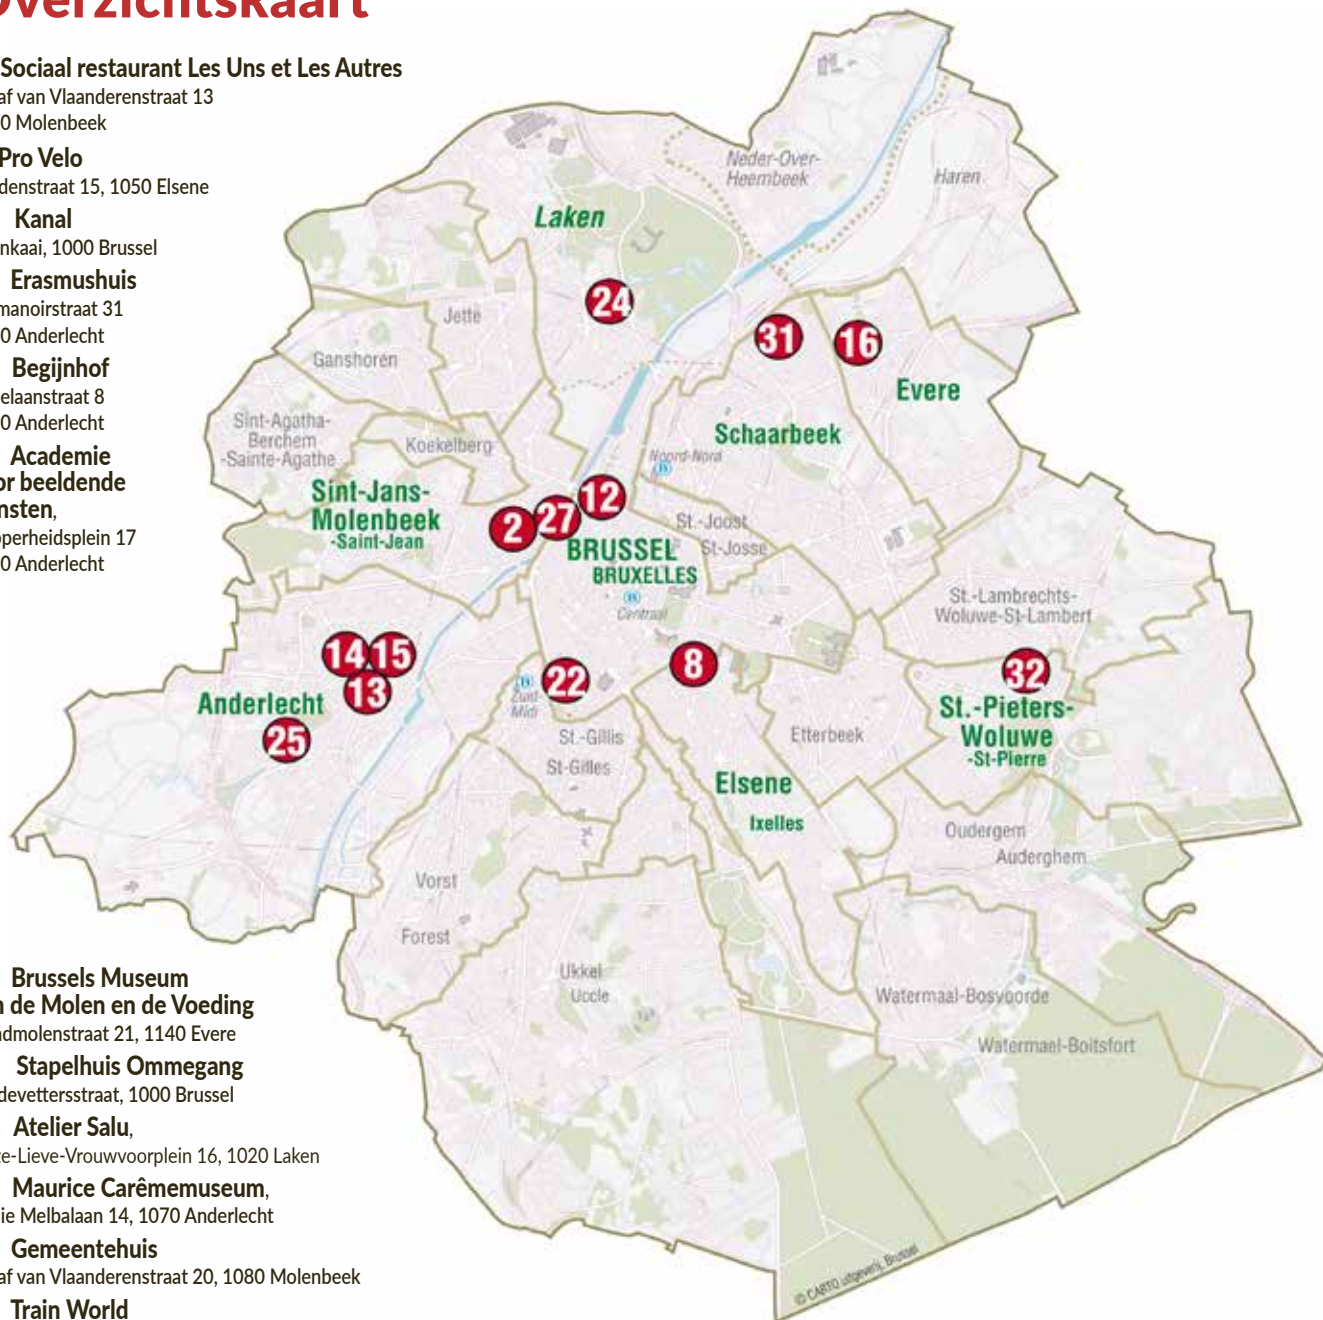 Overzichtskaart
Sociaal restaurant Les Uns et Les Autres
af van Vlaanderenstraat 13
0 Molenbeek
Pro Velo
denstraat 15, 1050 Elsene
Kanal
nkaai, 1000 Brussel
Erasmushuis
manoirstraat 31
0 Anderlecht
Begijnhof
elaanstraat 8
0 Anderlecht
Academie
or beeldende
nsten,
pperheidsplein 17
0 Anderlecht
Brussels Museum
n de Molen en de Voeding
ndmolenstraat 21, 1140 Evere
Stapelhuis Ommegang
devettersstraat, 1000 Brussel
Atelier Salu,
ze-Lieve-Vrouwvoorplein 16, 1020 Laken
Maurice Carêmemuseum,
lie Melbalaan 14, 1070 Anderlecht
Gemeentehuis
af van Vlaanderenstraat 20, 1080 Molenbeek
Train World
Neder-Over-
Heembeek
Haren
Laken
24
Jette
Ganshoren
31
16
Evere
Schaarbeek
Sint-Agatha-
Berchem
-Sainte-Agathe
Koekelberg
Noord-Nord
B
Sint-Jans-
Molenbeek
-Saint-Jean
2
27
12
St.-Joost
St-Josse
BRUSSEL
BRUXELLES
B
Centraal
St.-Lambrechts-
Woluwe-St-Lambert
14
15
13
Anderlecht
25
B
Zuid-
Midi
22
8
32
St.-Pieters-
Woluwe
-St-Pierre
St.-Gillis
St-Gilles
Etterbeek
Elsene
Ixelles
Oudergem
Auderghem
Vorst
Forest
Ukkel
Uccle
Watermaal-Bosvoorde
Watermael-Boitsfort
© CARTO uitgeverij, Brussel